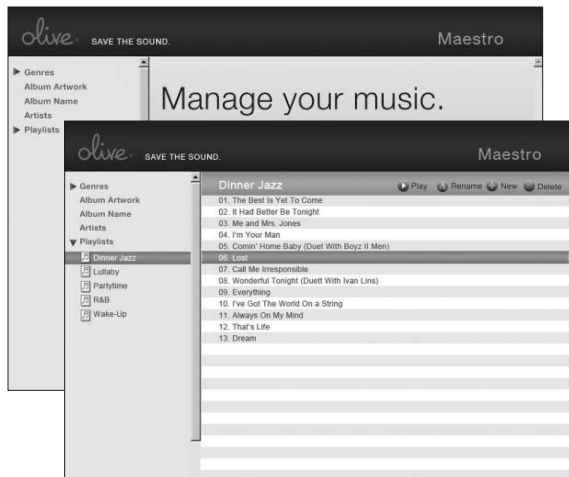 olive SAVE THE SOUND. Maestro
Genres
Album Artwork
Album Name
Artists
Playlists
Manage your music.
olive SAVE THE SOUND. Maestro
Genres
Album Artwork
Album Name
Artists
Playlists
Dinner Jazz
Lullaby
Partytime
R&B
Wake-Up
Dinner Jazz Play Rename New Delete
01. The Best Is Yet To Come
02. It Had Better Be Tonight
03. Me and Mrs. Jones
04. I'm Your Man
05. Comin' Home Baby (Duet With Boyz II Men)
06. Lost
07. Call Me Irresponsible
08. Wonderful Tonight (Duett With Ivan Lins)
09. Everything
10. I've Got The World On a String
11. Always On My Mind
12. That's Life
13. Dream